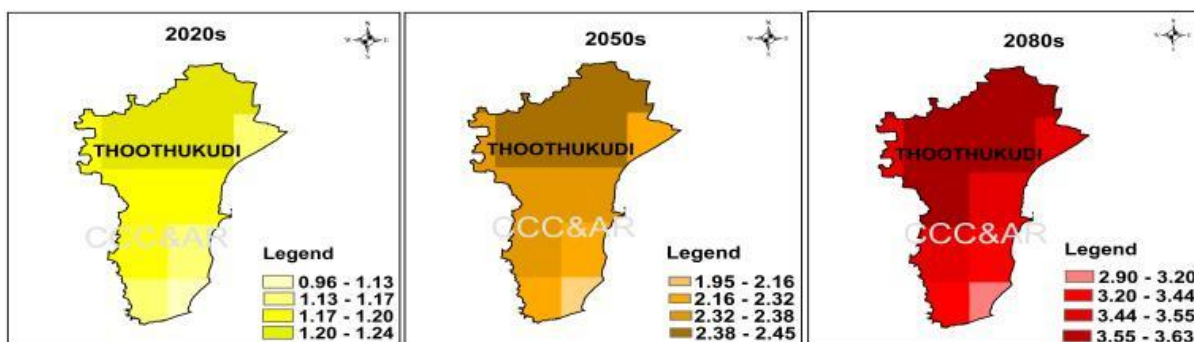 2020s
THOOTHUKUDI
CCC&AR
Legend
0.96 - 1.13
1.13 - 1.17
1.17 - 1.20
1.20 - 1.24
2050s
THOOTHUKUDI
CCC&AR
Legend
1.95 - 2.16
2.16 - 2.32
2.32 - 2.38
2.38 - 2.45
2080s
THOOTHUKUDI
CCC&AR
Legend
2.90 - 3.20
3.20 - 3.44
3.44 - 3.55
3.55 - 3.63